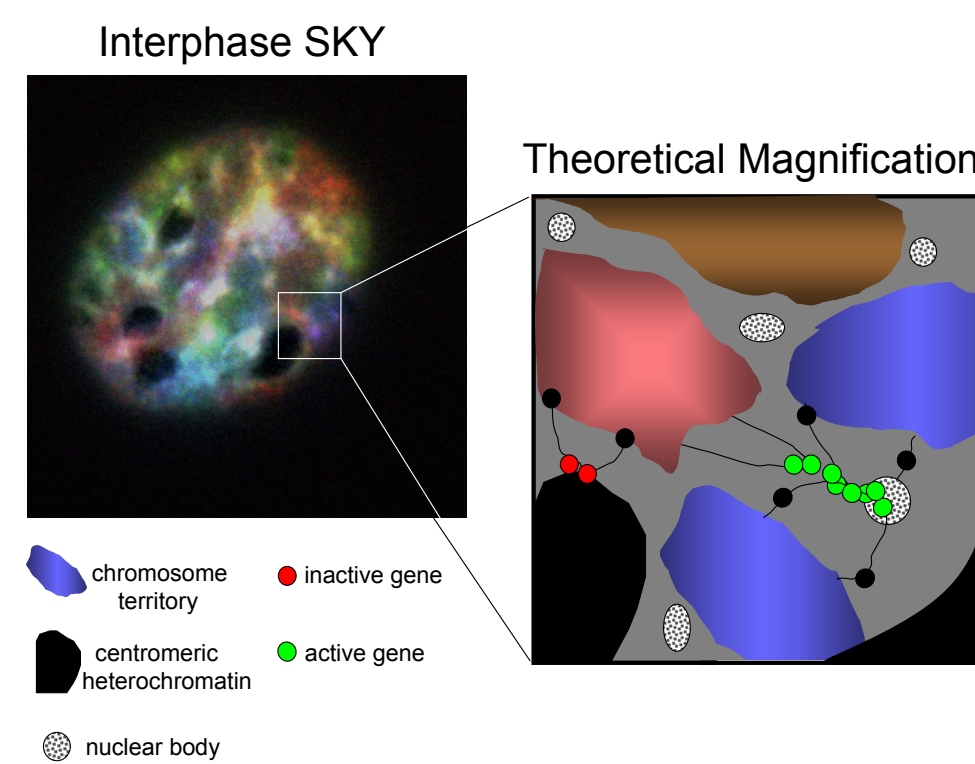 Interphase SKY
Theoretical Magnification
chromosome
territory
inactive gene
centromeric
heterochromatin
active gene
nuclear body